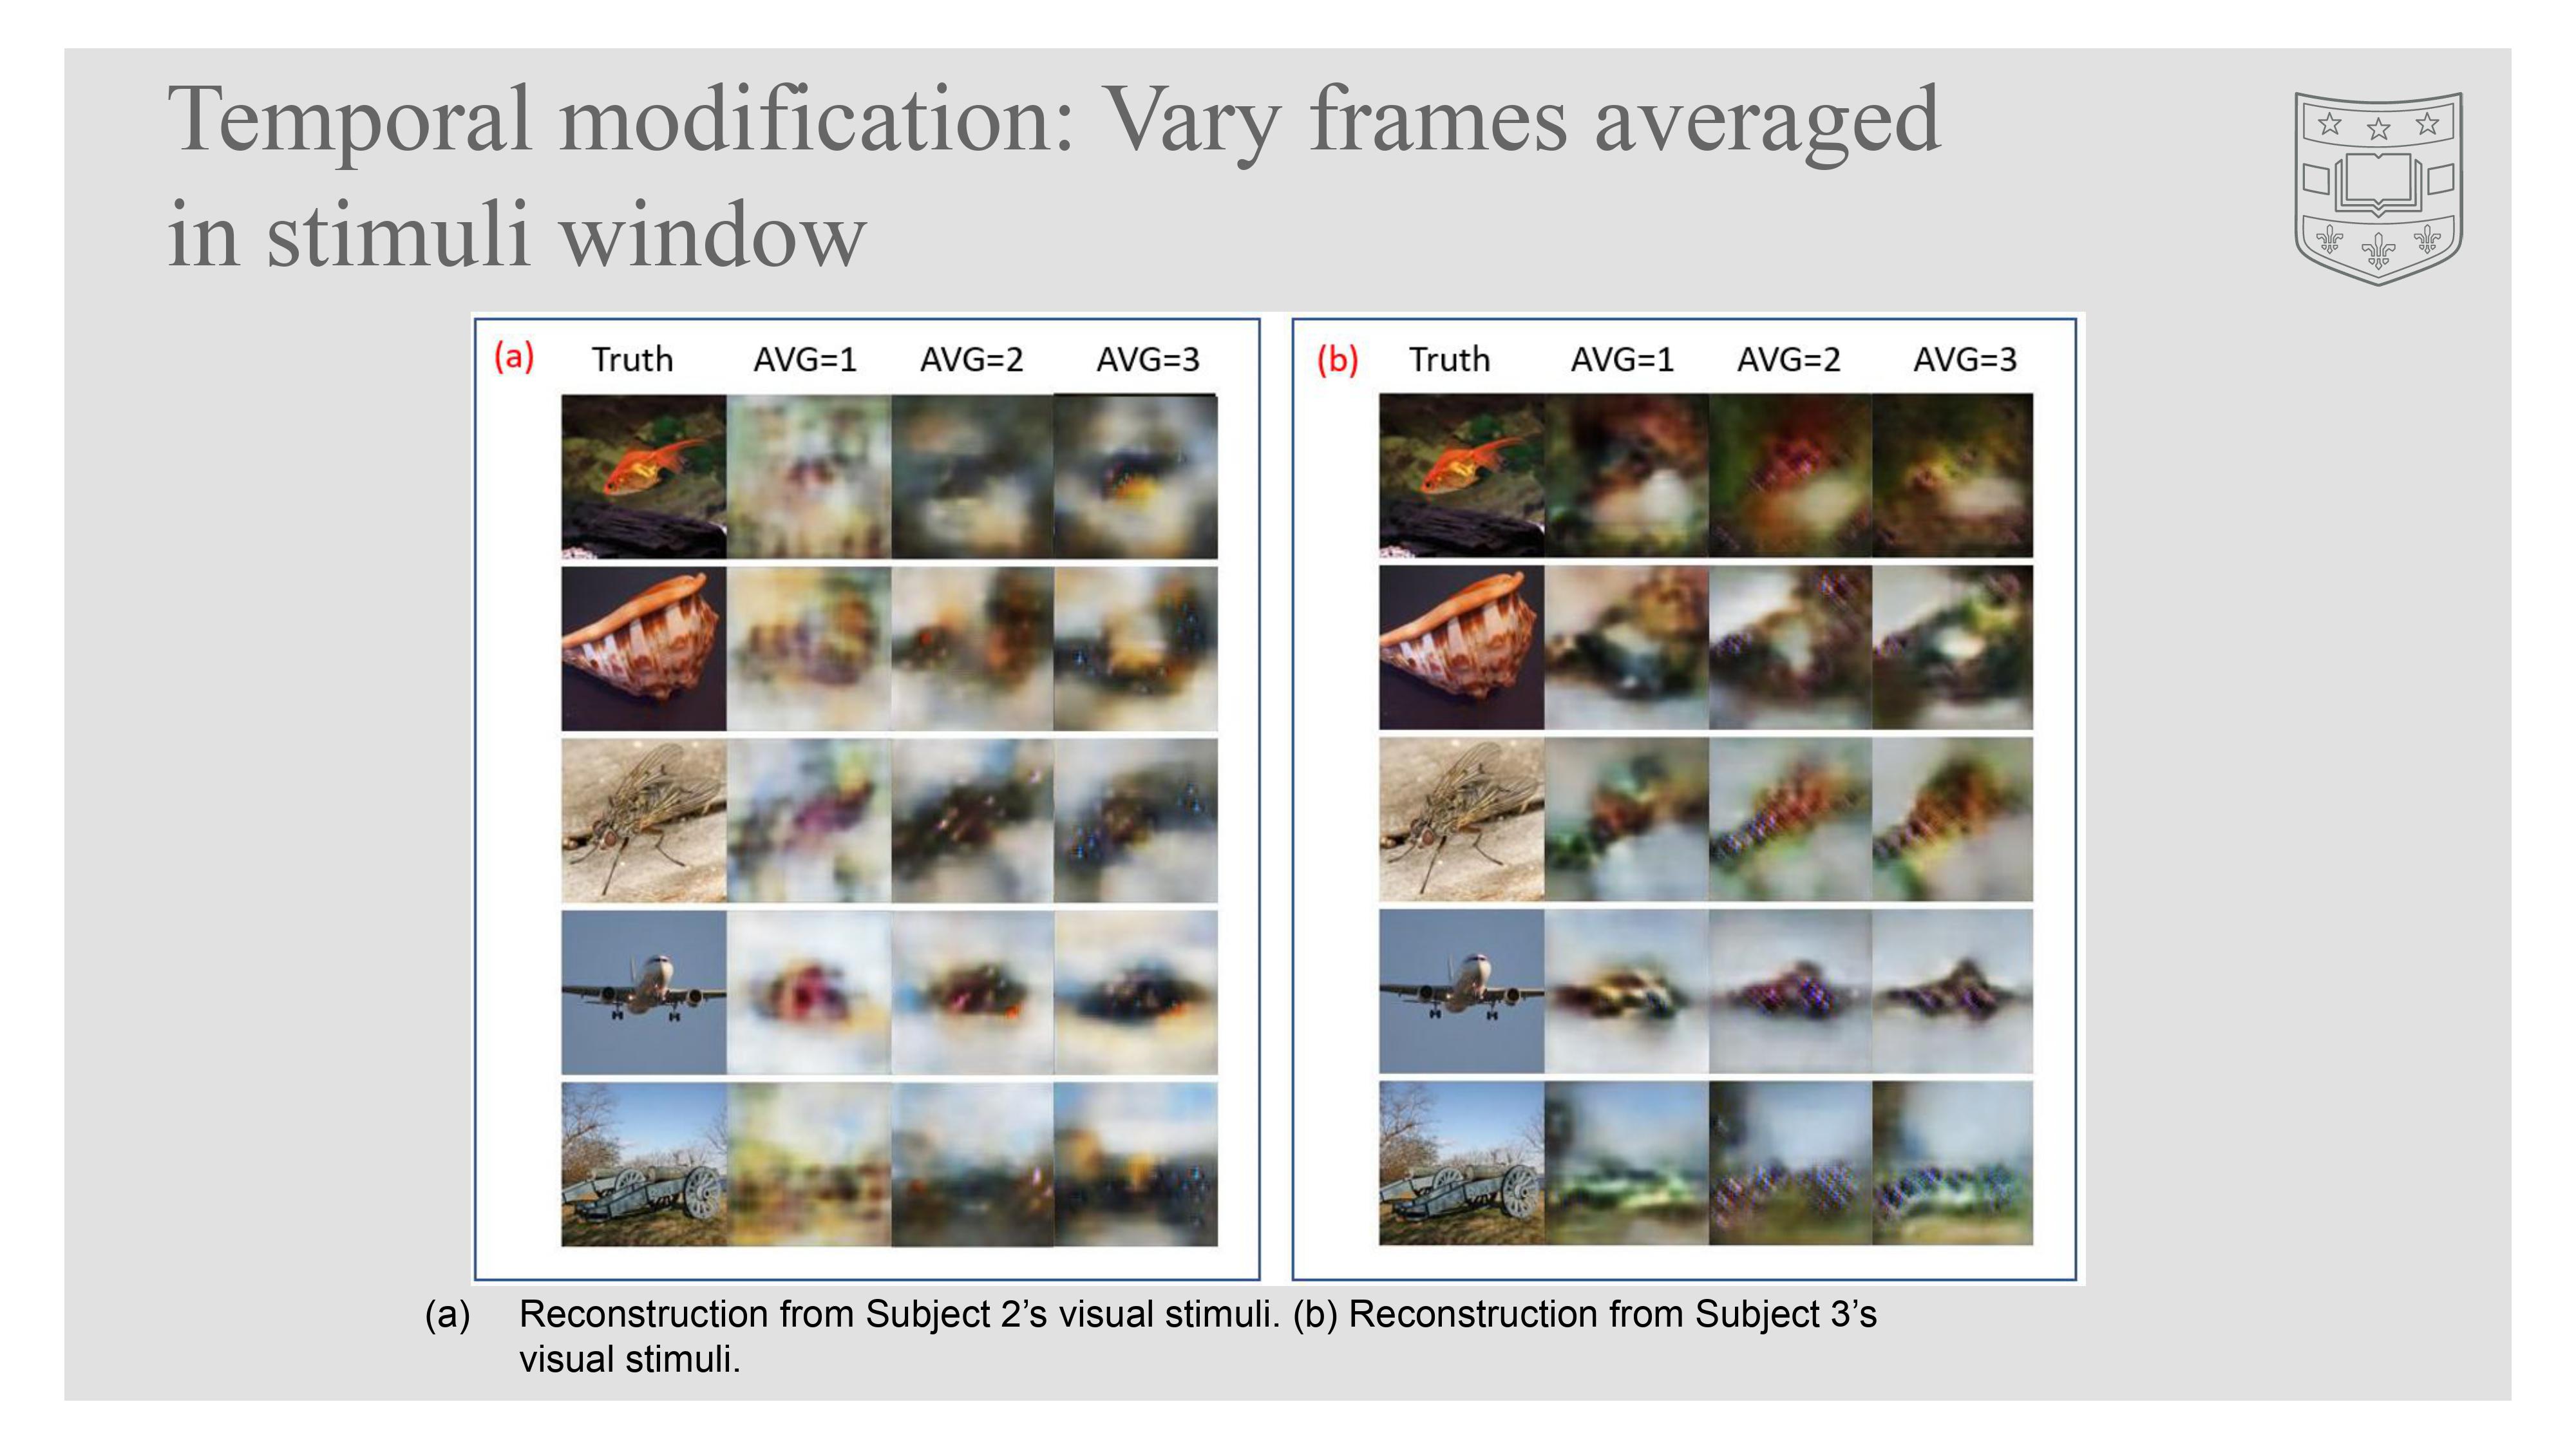 Temporal modification: Vary frames averaged
in stimuli window
(a) Truth AVG=1 AVG=2 AVG=3
(b) Truth AVG=1 AVG=2 AVG=3
(a) Reconstruction from Subject 2’s visual stimuli. (b) Reconstruction from Subject 3’s
visual stimuli.